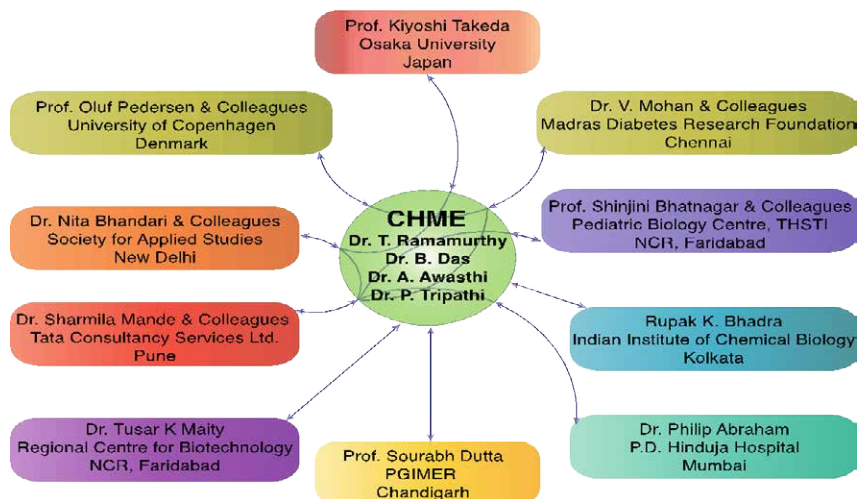 Prof. Kiyoshi Takeda
Osaka University
Japan
Prof. Oluf Pedersen & Colleagues
University of Copenhagen
Denmark
Dr. V. Mohan & Colleagues
Madras Diabetes Research Foundation
Chennai
CHME
Dr. T. Ramamurthy
Dr. B. Das
Dr. A. Awasthi
Dr. P. Tripathi
Dr. Nita Bhandari & Colleagues
Society for Applied Studies
New Delhi
Prof. Shinjini Bhatnagar & Colleagues
Pediatric Biology Centre, THSTI
NCR, Faridabad
Dr. Sharmila Mande & Colleagues
Tata Consultancy Services Ltd.
Pune
Rupak K. Bhadra
Indian Institute of Chemical Biology
Kolkata
Dr. Tusar K Maity
Regional Centre for Biotechnology
NCR, Faridabad
Prof. Sourabh Dutta
PGIMER
Chandigarh
Dr. Philip Abraham
P.D. Hinduja Hospital
Mumbai